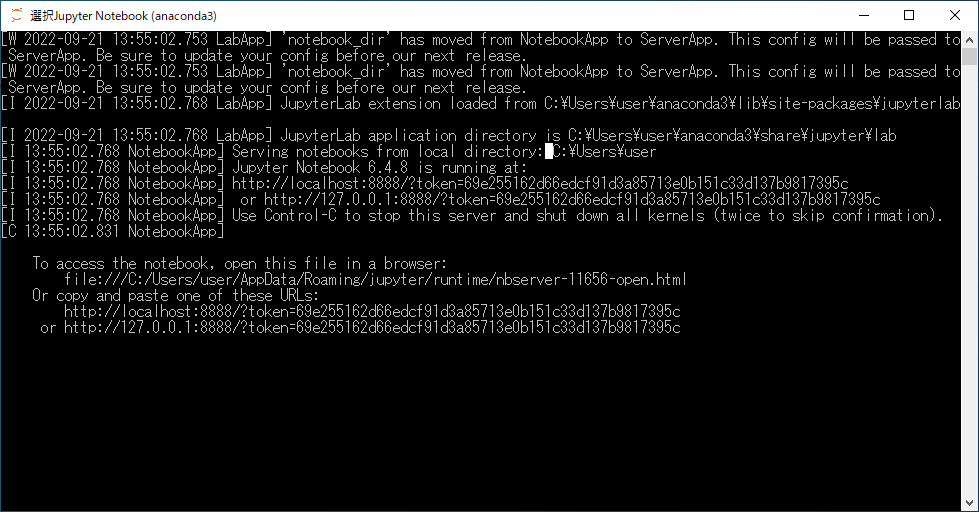 選択Jupyter Notebook (anaconda3)
[W 2022-09-21 13:55:02.753 LabApp] 'notebook_dir' has moved from NotebookApp to ServerApp. This config will be passed to
ServerApp. Be sure to update your config before our next release.
[W 2022-09-21 13:55:02.753 LabApp] 'notebook_dir' has moved from NotebookApp to ServerApp. This config will be passed to
ServerApp. Be sure to update your config before our next release.
[I 2022-09-21 13:55:02.768 LabApp] JupyterLab extension loaded from C:¥Users¥user¥anaconda3¥lib¥site-packages¥jupyterlab
[I 2022-09-21 13:55:02.768 LabApp] JupyterLab application directory is C:¥Users¥user¥anaconda3¥share¥jupyter¥lab
[I 13:55:02.768 NotebookApp] Serving notebooks from local directory: C:¥Users¥user
[I 13:55:02.768 NotebookApp] Jupyter Notebook 6.4.8 is running at:
[I 13:55:02.768 NotebookApp] http://localhost:8888/?token=69e255162d66edcf91d3a85713e0b151c33d137b9817395c
[I 13:55:02.768 NotebookApp]  or http://127.0.0.1:8888/?token=69e255162d66edcf91d3a85713e0b151c33d137b9817395c
[I 13:55:02.768 NotebookApp] Use Control-C to stop this server and shut down all kernels (twice to skip confirmation).
[C 13:55:02.831 NotebookApp]
To access the notebook, open this file in a browser:
file:///C:/Users/user/AppData/Roaming/jupyter/runtime/nbserver-11656-open.html
Or copy and paste one of these URLs:
http://localhost:8888/?token=69e255162d66edcf91d3a85713e0b151c33d137b9817395c
or http://127.0.0.1:8888/?token=69e255162d66edcf91d3a85713e0b151c33d137b9817395c